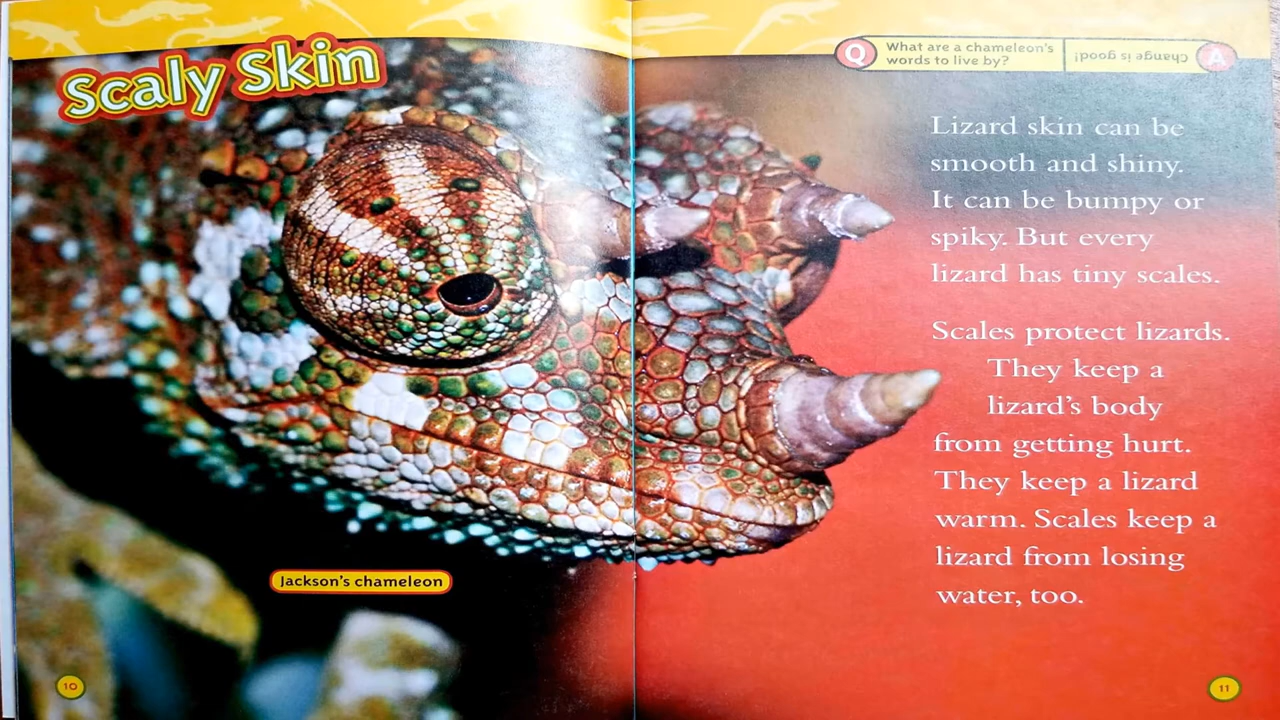 Scaly Skin
Jackson's chameleon
10
Q
What are a chameleon's
words to live by?
A
Change is good!
Lizard skin can be
smooth and shiny.
It can be bumpy or
spiky. But every
lizard has tiny scales.
Scales protect lizards.
They keep a
lizard's body
from getting hurt.
They keep a lizard
warm. Scales keep a
lizard from losing
water, too.
11